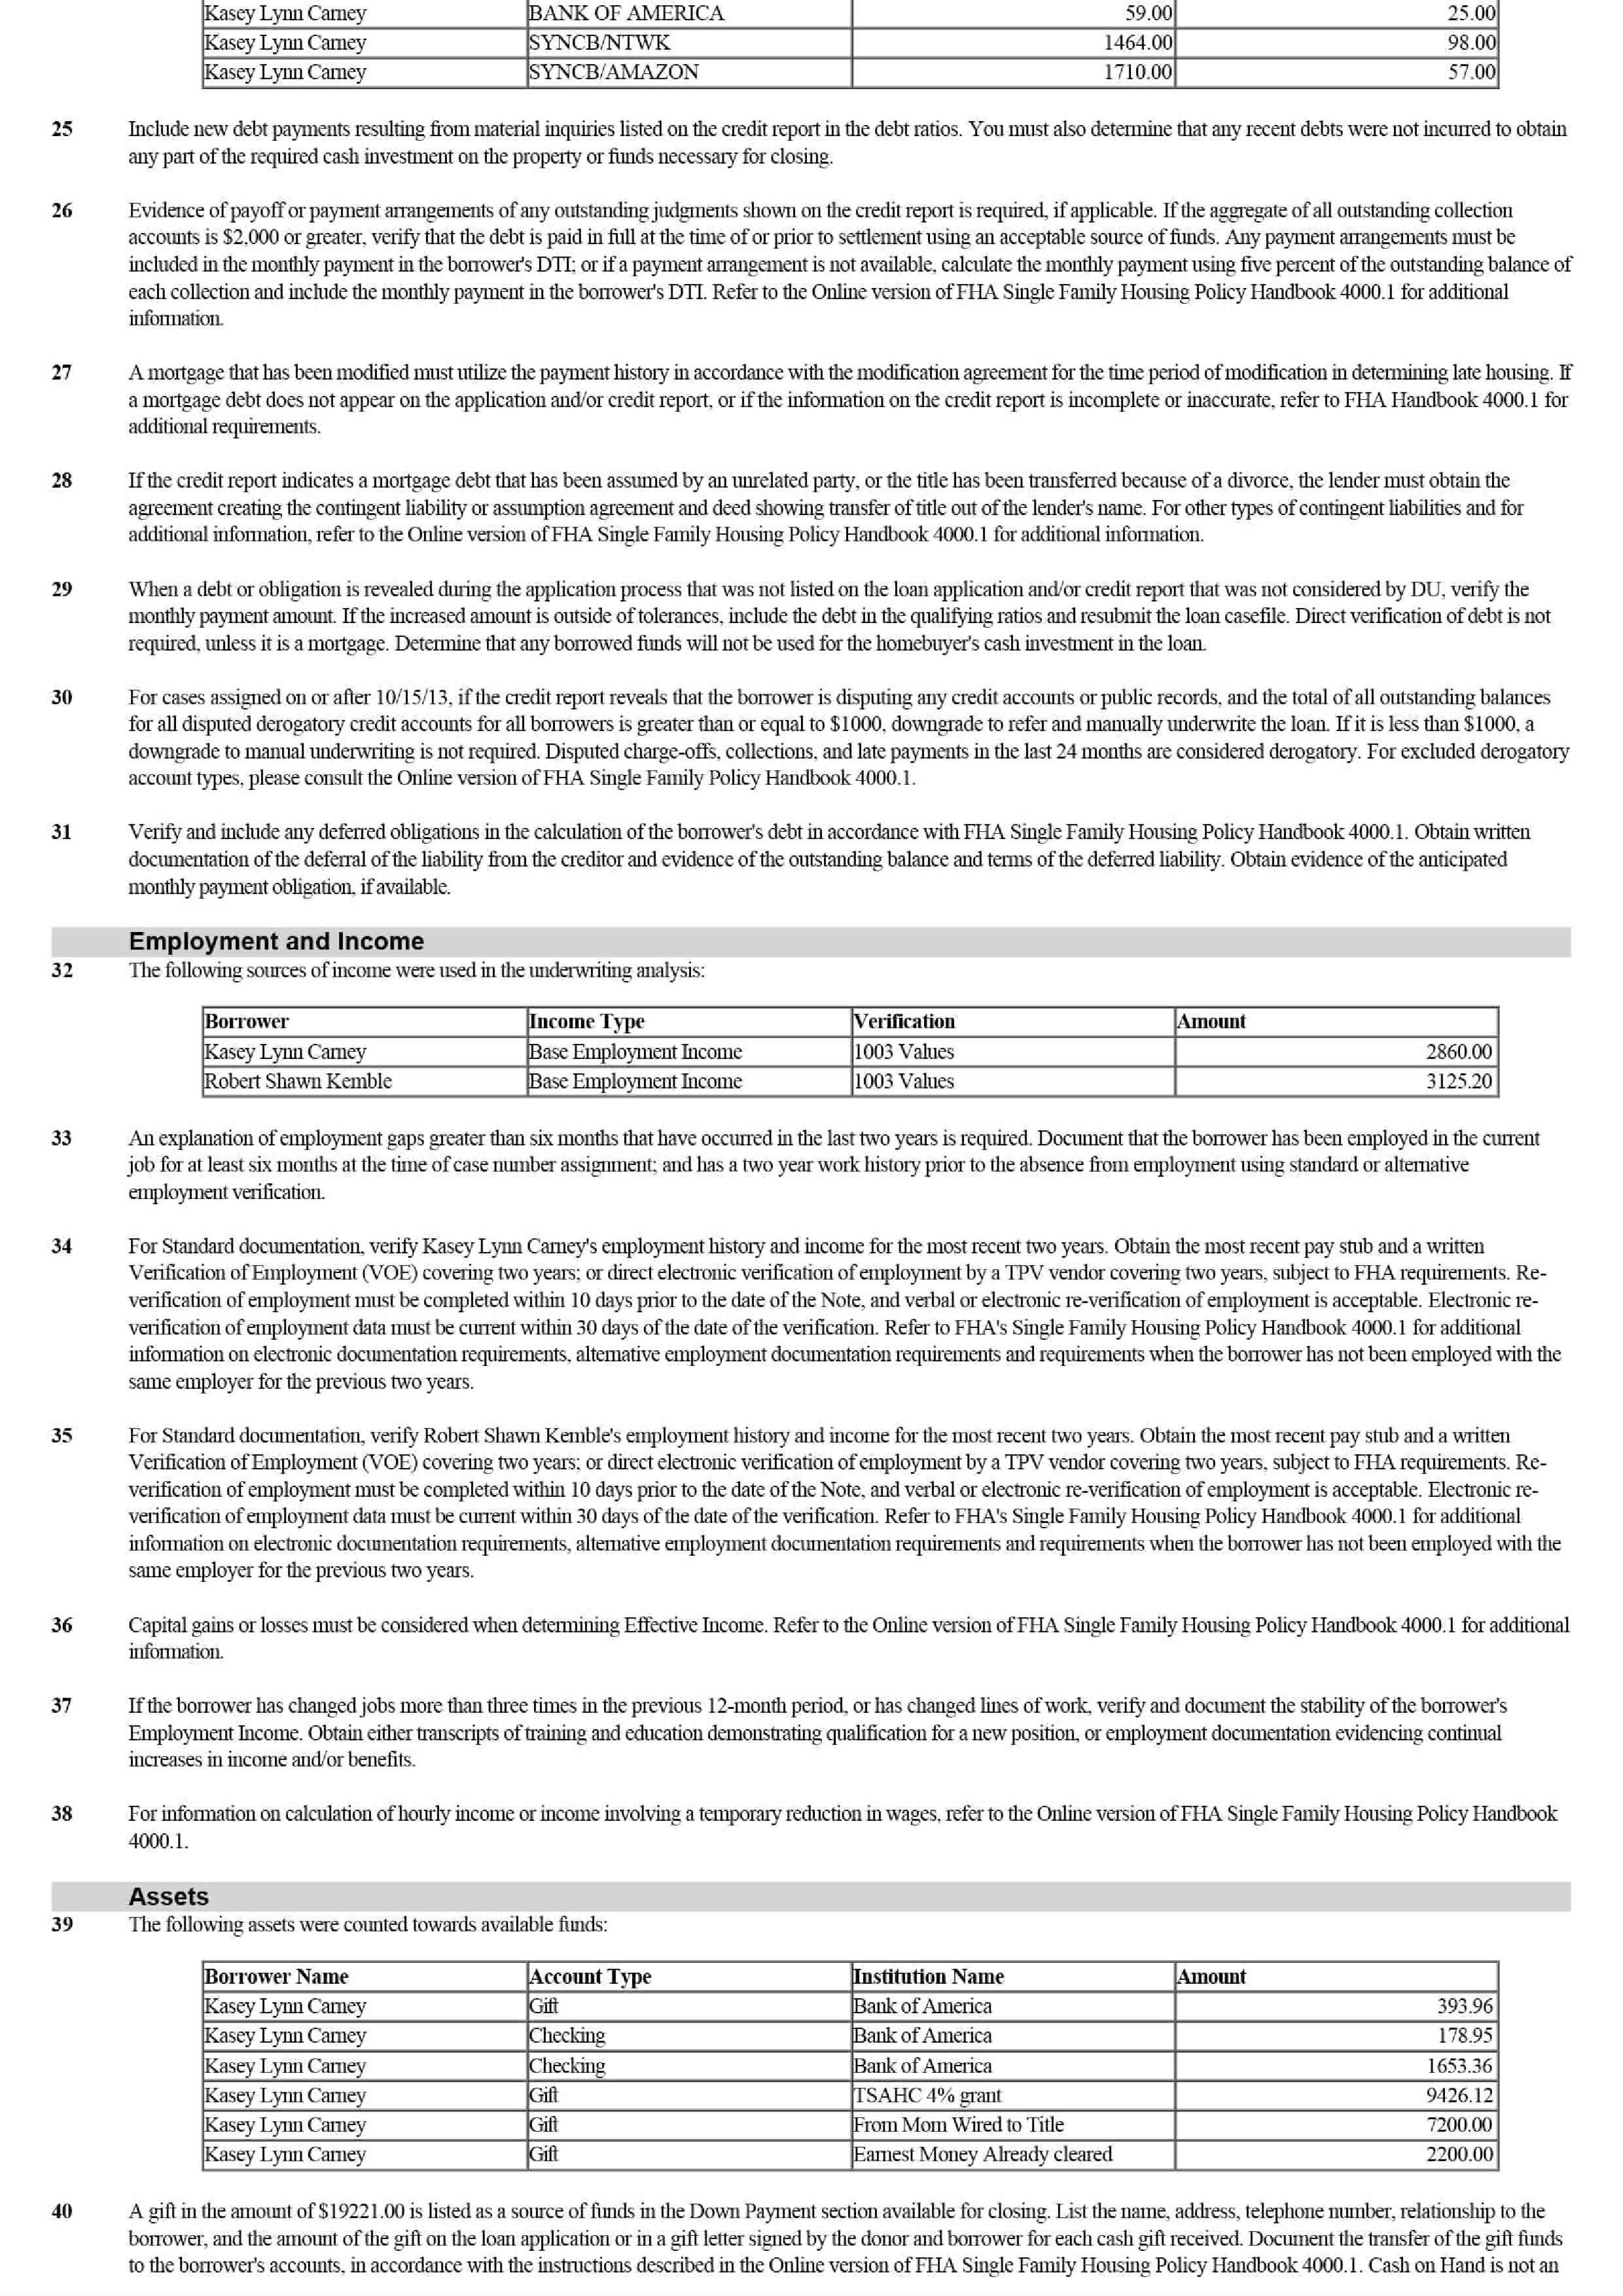 Kasey Lynn Carney BANK OF AMERICA 59.00 25.00
Kasey Lynn Carney SYNCB/NTWK 1464.00 98.00
Kasey Lynn Carney SYNCB/AMAZON 1710.00 57.00
25 Include new debt payments resulting from material inquiries listed on the credit report in the debt ratios. You must also determine that any recent debts were not incurred to obtain
any part of the required cash investment on the property or funds necessary for closing.
26 Evidence of payoff or payment arrangements of any outstanding judgments shown on the credit report is required, if applicable. If the aggregate of all outstanding collection
accounts is $2,000 or greater, verify that the debt is paid in full at the time of or prior to settlement using an acceptable source of funds. Any payment arrangements must be
included in the monthly payment in the borrower's DTI; or if a payment arrangement is not available, calculate the monthly payment using five percent of the outstanding balance of
each collection and include the monthly payment in the borrower's DTI. Refer to the Online version of FHA Single Family Housing Policy Handbook 4000.1 for additional
information.
27 A mortgage that has been modified must utilize the payment history in accordance with the modification agreement for the time period of modification in determining late housing. If
a mortgage debt does not appear on the application and/or credit report, or if the information on the credit report is incomplete or inaccurate, refer to FHA Handbook 4000.1 for
additional requirements.
28 If the credit report indicates a mortgage debt that has been assumed by an unrelated party, or the title has been transferred because of a divorce, the lender must obtain the
agreement creating the contingent liability or assumption agreement and deed showing transfer of title out of the lender's name. For other types of contingent liabilities and for
additional information, refer to the Online version of FHA Single Family Housing Policy Handbook 4000.1 for additional information.
29 When a debt or obligation is revealed during the application process that was not listed on the loan application and/or credit report that was not considered by DU, verify the
monthly payment amount. If the increased amount is outside of tolerances, include the debt in the qualifying ratios and resubmit the loan casefile. Direct verification of debt is not
required, unless it is a mortgage. Determine that any borrowed funds will not be used for the homebuyer's cash investment in the loan.
30 For cases assigned on or after 10/15/13, if the credit report reveals that the borrower is disputing any credit accounts or public records, and the total of all outstanding balances
for all disputed derogatory credit accounts for all borrowers is greater than or equal to $1000, downgrade to refer and manually underwrite the loan. If it is less than $1000, a
downgrade to manual underwriting is not required. Disputed charge-offs, collections, and late payments in the last 24 months are considered derogatory. For excluded derogatory
account types, please consult the Online version of FHA Single Family Policy Handbook 4000.1.
31 Verify and include any deferred obligations in the calculation of the borrower's debt in accordance with FHA Single Family Housing Policy Handbook 4000.1. Obtain written
documentation of the deferral of the liability from the creditor and evidence of the outstanding balance and terms of the deferred liability. Obtain evidence of the anticipated
monthly payment obligation, if available.
Employment and Income
32 The following sources of income were used in the underwriting analysis:
Borrower Income Type Verification Amount
Kasey Lynn Carney Base Employment Income 1003 Values 2860.00
Robert Shawn Kemble Base Employment Income 1003 Values 3125.20
33 An explanation of employment gaps greater than six months that have occurred in the last two years is required. Document that the borrower has been employed in the current
job for at least six months at the time of case number assignment; and has a two year work history prior to the absence from employment using standard or alternative
employment verification.
34 For Standard documentation, verify Kasey Lynn Carney's employment history and income for the most recent two years. Obtain the most recent pay stub and a written
Verification of Employment (VOE) covering two years; or direct electronic verification of employment by a TPV vendor covering two years, subject to FHA requirements. Re-
verification of employment must be completed within 10 days prior to the date of the Note, and verbal or electronic re-verification of employment is acceptable. Electronic re-
verification of employment data must be current within 30 days of the date of the verification. Refer to FHA's Single Family Housing Policy Handbook 4000.1 for additional
information on electronic documentation requirements, alternative employment documentation requirements and requirements when the borrower has not been employed with the
same employer for the previous two years.
35 For Standard documentation, verify Robert Shawn Kemble's employment history and income for the most recent two years. Obtain the most recent pay stub and a written
Verification of Employment (VOE) covering two years; or direct electronic verification of employment by a TPV vendor covering two years, subject to FHA requirements. Re-
verification of employment must be completed within 10 days prior to the date of the Note, and verbal or electronic re-verification of employment is acceptable. Electronic re-
verification of employment data must be current within 30 days of the date of the verification. Refer to FHA's Single Family Housing Policy Handbook 4000.1 for additional
information on electronic documentation requirements, alternative employment documentation requirements and requirements when the borrower has not been employed with the
same employer for the previous two years.
36 Capital gains or losses must be considered when determining Effective Income. Refer to the Online version of FHA Single Family Housing Policy Handbook 4000.1 for additional
information.
37 If the borrower has changed jobs more than three times in the previous 12-month period, or has changed lines of work, verify and document the stability of the borrower's
Employment Income. Obtain either transcripts of training and education demonstrating qualification for a new position, or employment documentation evidencing continual
increases in income and/or benefits.
38 For information on calculation of hourly income or income involving a temporary reduction in wages, refer to the Online version of FHA Single Family Housing Policy Handbook
4000.1.
Assets
39 The following assets were counted towards available funds:
Borrower Name Account Type Institution Name Amount
Kasey Lynn Carney Gift Bank of America 393.96
Kasey Lynn Carney Checking Bank of America 178.95
Kasey Lynn Carney Checking Bank of America 1653.36
Kasey Lynn Carney Gift TSAHC 4% grant 9426.12
Kasey Lynn Carney Gift From Mom Wired to Title 7200.00
Kasey Lynn Carney Gift Earnest Money Already cleared 2200.00
40 A gift in the amount of $19221.00 is listed as a source of funds in the Down Payment section available for closing. List the name, address, telephone number, relationship to the
borrower, and the amount of the gift on the loan application or in a gift letter signed by the donor and borrower for each cash gift received. Document the transfer of the gift funds
to the borrower's accounts, in accordance with the instructions described in the Online version of FHA Single Family Housing Policy Handbook 4000.1. Cash on Hand is not an